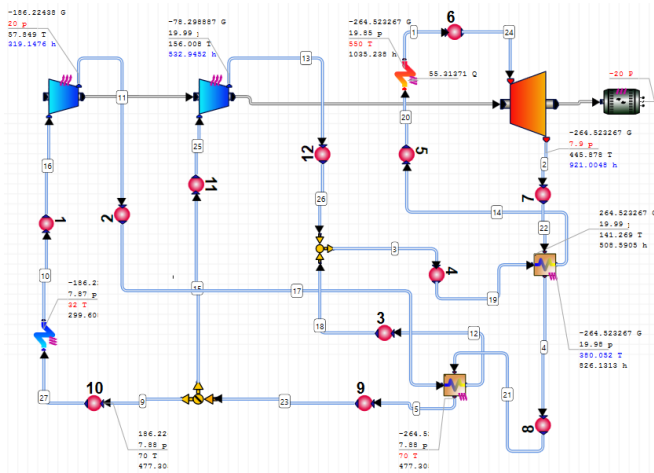 -186.22438 G
20 p
57.849 T
319.1476 h
-78.298887 G
19.99 ;
156.008 T
532.9452 h
-264.523267 G
19.85 p
550 T
1035.238 h
55.31371 Q
6
1
24
13
-20 P
11
20
-264.523267 G
7.9 p
445.878 T
921.0048 h
25
16
5
12
2
7
11
26
14
1
2
22
264.523267 G
19.99 ;
141.269 T
508.5905 h
3
4
10
15
17
19
-186.2
7.87 p
32 T
299.60
18
3
12
4
-264.523267 G
19.98 p
380.052 T
826.1313 h
27
10
9
23
9
5
21
8
186.22
7.88 p
70 T
477.30
-264.5
7.88 p
70 T
477.30